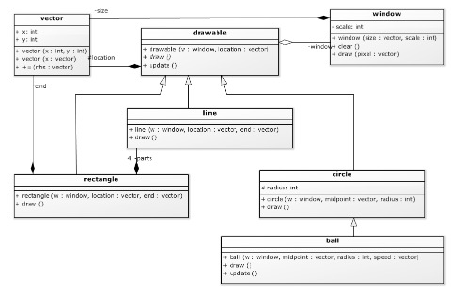 vector
+ x: int
+ y: int
+ vector (x : int, y : int)
+ vector (x : vector)
+ += (rhs : vector)
-size
window
- scale: int
+ window (size : vector, scale : int)
+ clear ()
+ draw (pixel : vector)
drawable
+ drawable (w : window, location : vector)
+ draw ()
+ update ()
-window
location
end
line
+ line (w : window, location : vector, end : vector)
+ draw ()
4 -parts
rectangle
+ rectangle (w : window, location : vector, end : vector)
+ draw ()
circle
# radius: int
+ circle (w : window, midpoint : vector, radius : int)
+ draw ()
ball
+ ball (w : window, midpoint : vector, radius : int, speed : vector)
+ draw ()
+ update ()